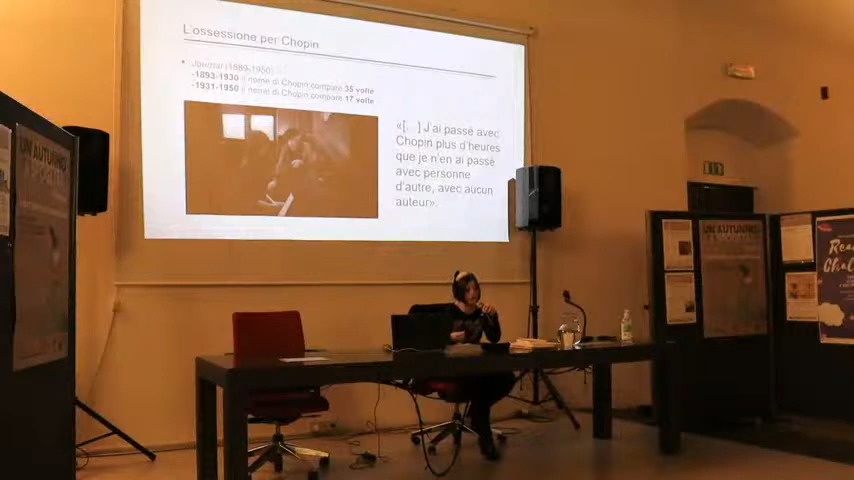 L'ossessione per Chopin
• Journal (1889-1950)
-1893-1930 il nome di Chopin compare 35 volte
-1931-1950 il nome di Chopin compare 17 volte
«[...] J'ai passé avec
Chopin plus d'heures
que je n'en ai passé
avec personne
d'autre, avec aucun
auteur».
UN AUTUNNO
UN AUTUNNO